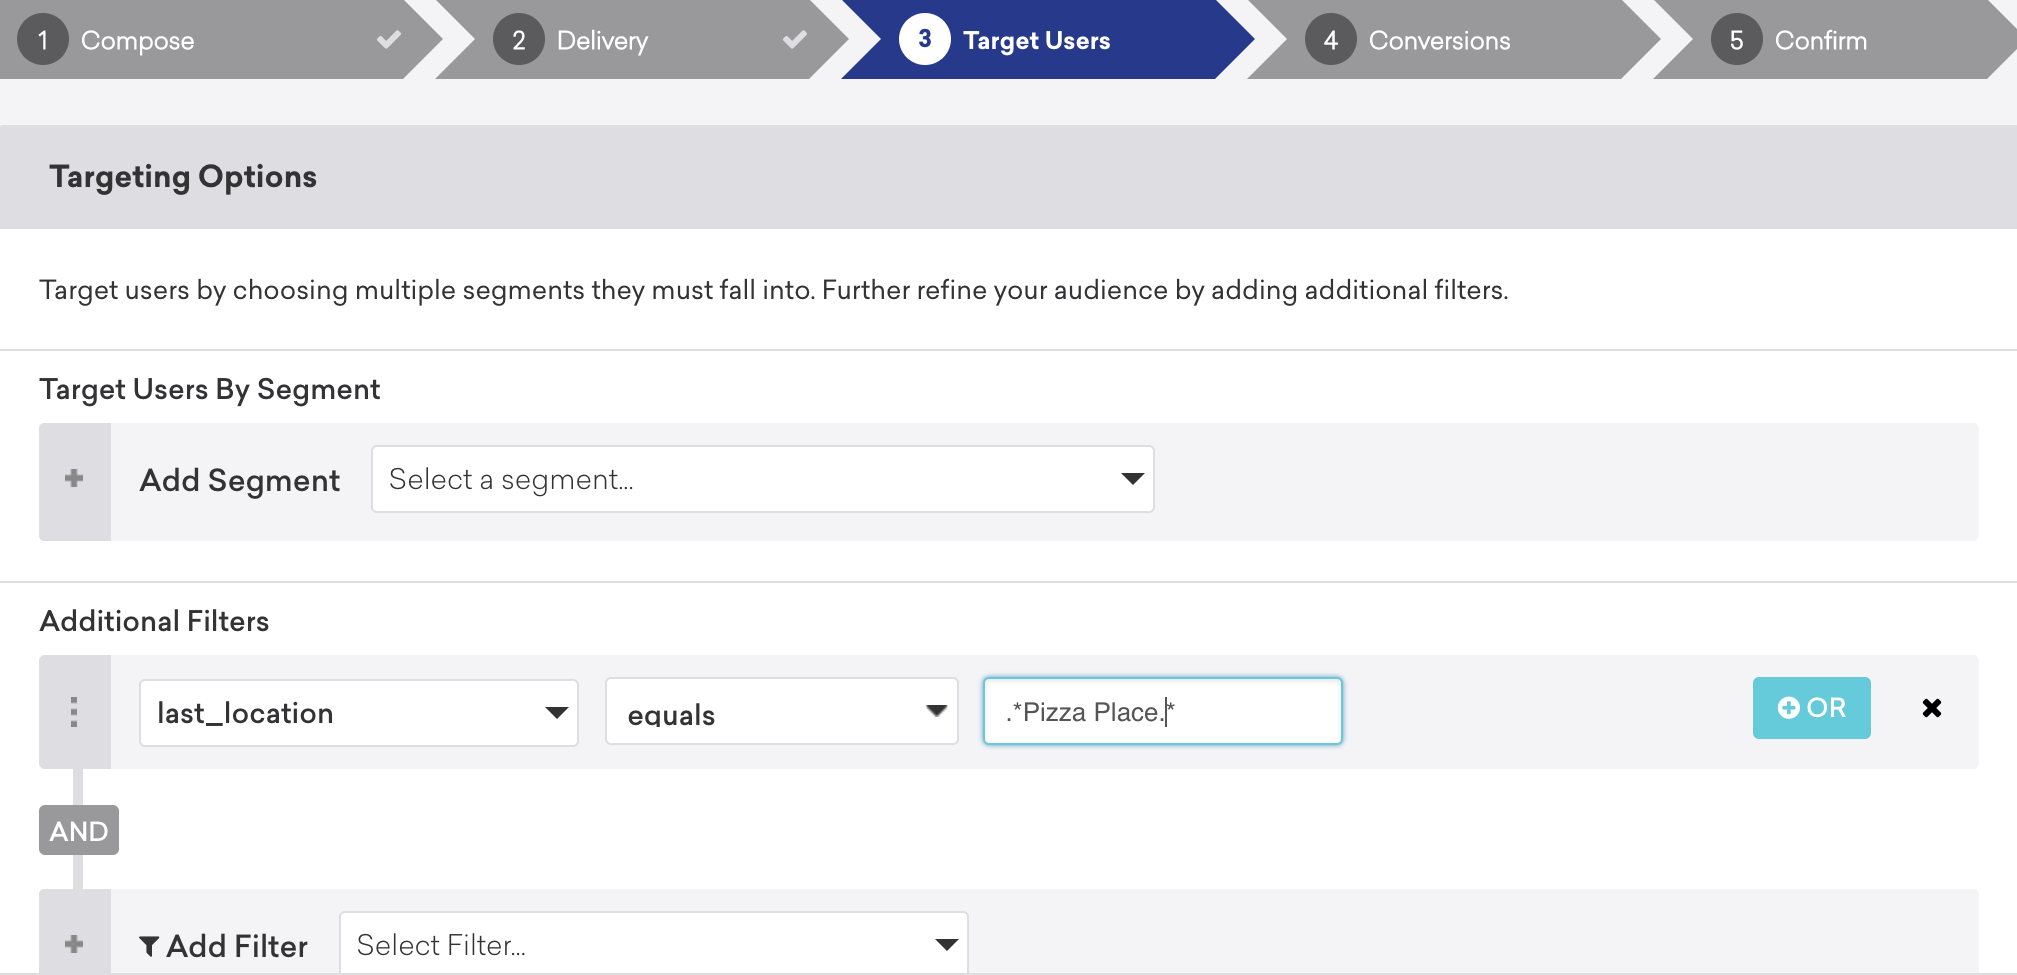 1 Compose 2 Delivery 3 Target Users 4 Conversions 5 Confirm
Targeting Options
Target users by choosing multiple segments they must fall into. Further refine your audience by adding additional filters.
Target Users By Segment
+ Add Segment Select a segment...
Additional Filters
last_location equals .*Pizza Place.* OR
AND
+ Add Filter Select Filter...